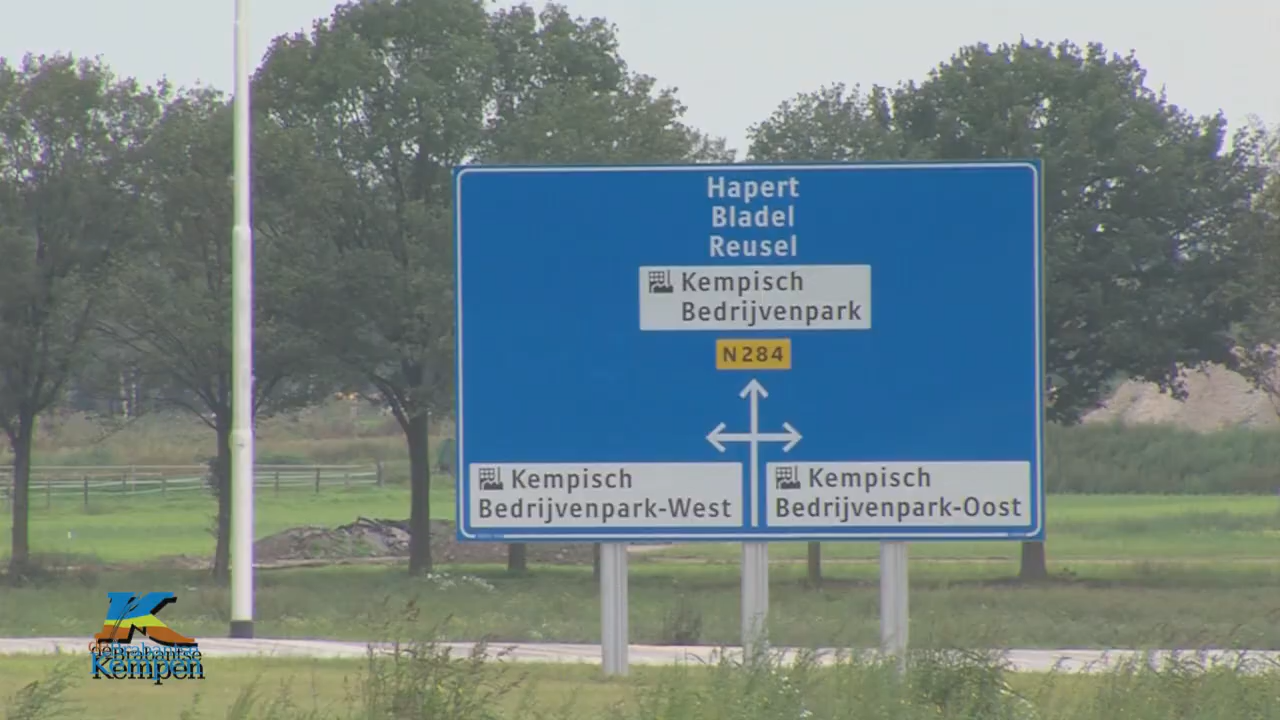 Hapert
Bladel
Reusel
Kempisch
Bedrijvenpark
N284
Kempisch
Bedrijvenpark-West
Kempisch
Bedrijvenpark-Oost
de Brabantse
Kempen